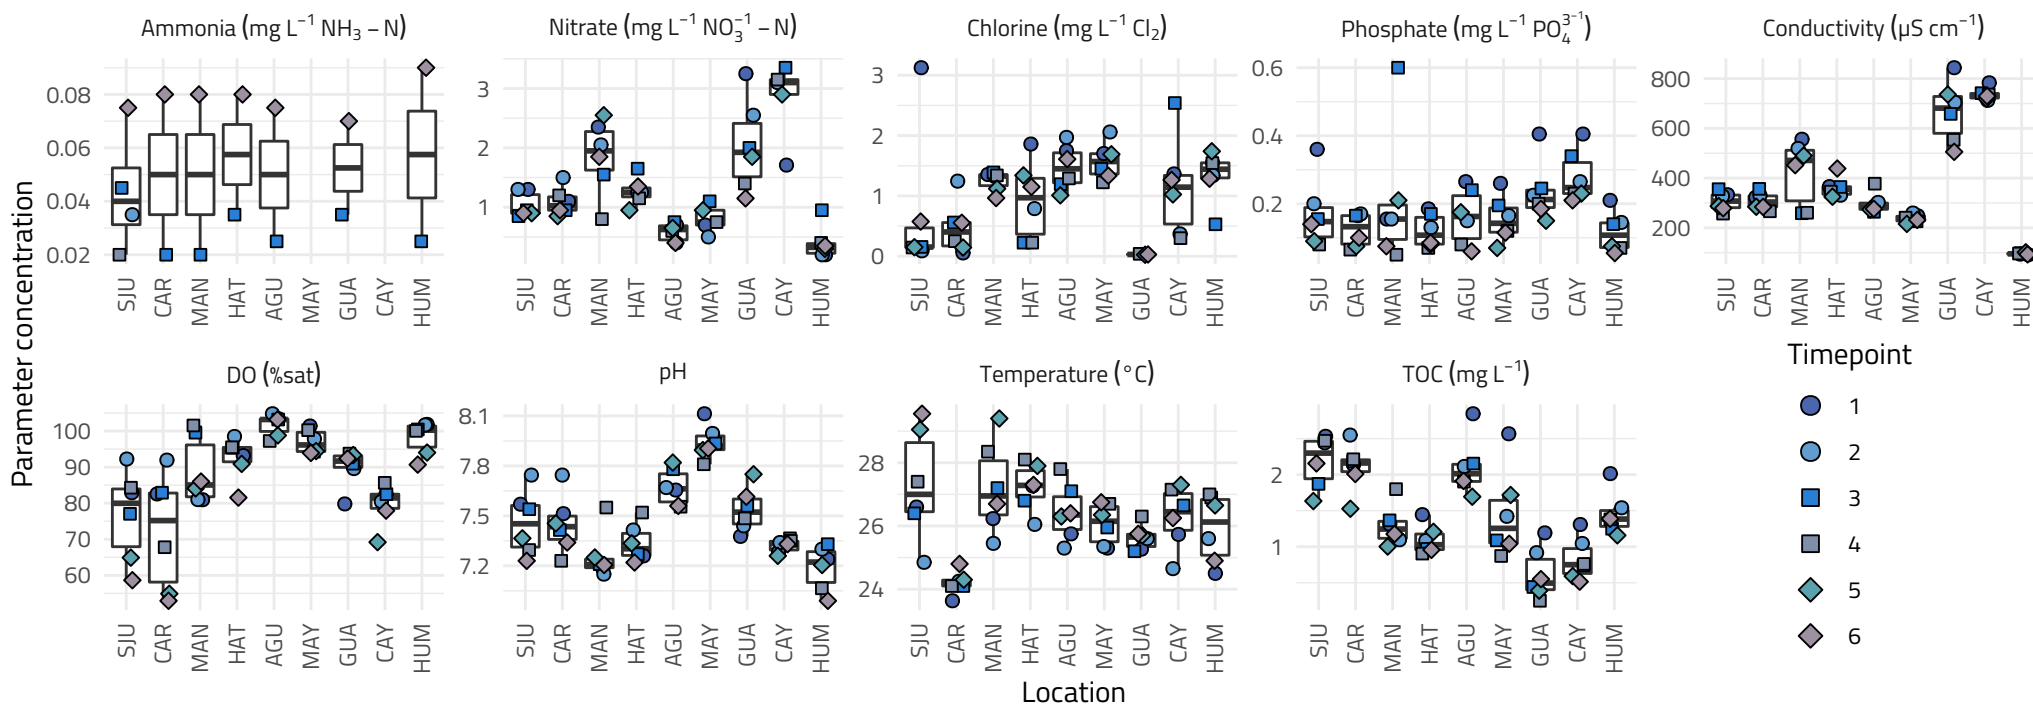 Ammonia (mg L⁻¹ NH₃ – N)
Nitrate (mg L⁻¹ NO₃⁻¹ – N)
Chlorine (mg L⁻¹ Cl₂)
Phosphate (mg L⁻¹ PO₄³⁻¹)
Conductivity (µS cm⁻¹)
0.08
0.06
0.04
0.02
3
2
1
3
2
1
0
0.6
0.4
0.2
800
600
400
200
SJU CAR MAN HAT AGU MAY GUA CAY HUM
SJU CAR MAN HAT AGU MAY GUA CAY HUM
SJU CAR MAN HAT AGU MAY GUA CAY HUM
SJU CAR MAN HAT AGU MAY GUA CAY HUM
SJU CAR MAN HAT AGU MAY GUA CAY HUM
Parameter concentration
DO (%sat)
pH
Temperature (°C)
TOC (mg L⁻¹)
100
90
80
70
60
8.1
7.8
7.5
7.2
28
26
24
2
1
SJU CAR MAN HAT AGU MAY GUA CAY HUM
SJU CAR MAN HAT AGU MAY GUA CAY HUM
SJU CAR MAN HAT AGU MAY GUA CAY HUM
SJU CAR MAN HAT AGU MAY GUA CAY HUM
Location
Timepoint
1
2
3
4
5
6